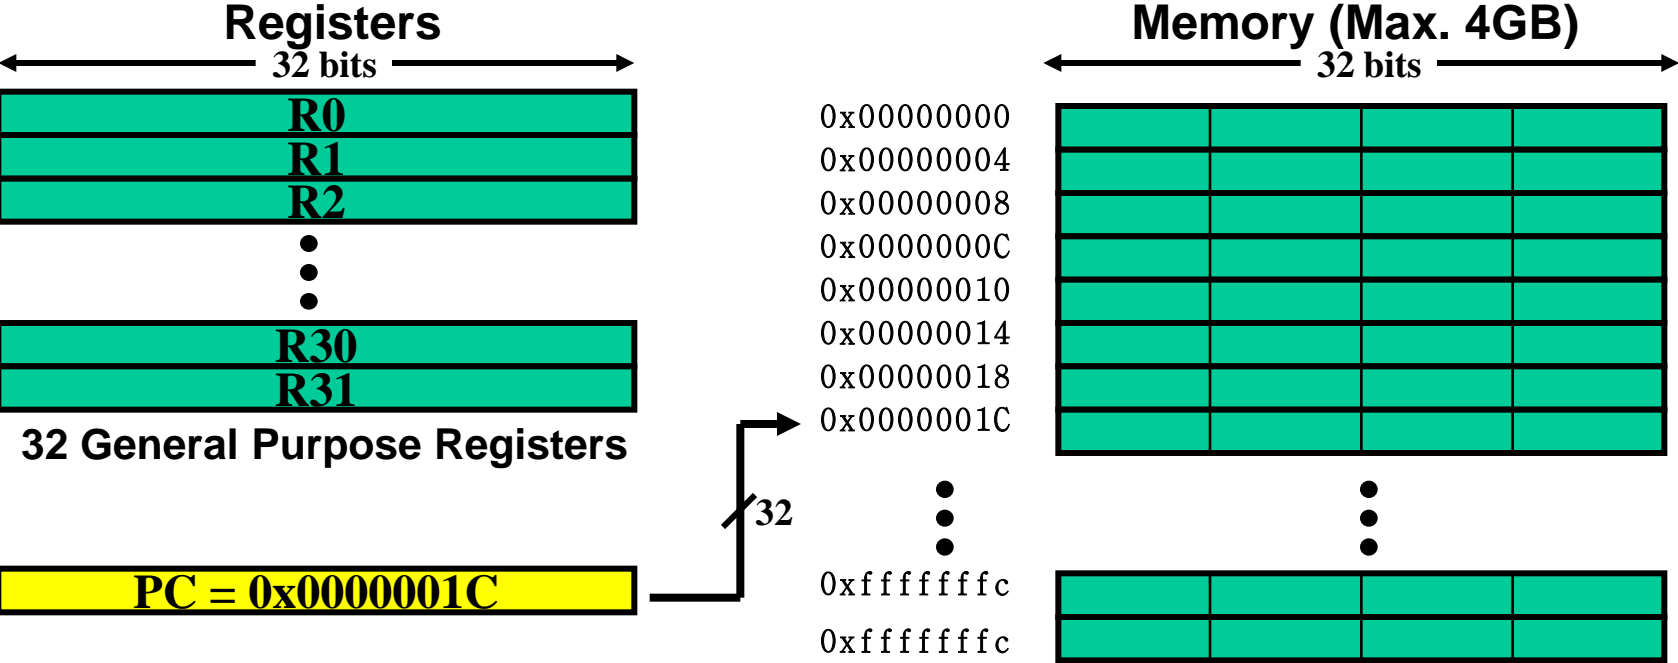 Registers
32 bits
R0
R1
R2
R30
R31
32 General Purpose Registers
PC = 0x0000001C
32
Memory (Max. 4GB)
32 bits
0x00000000
0x00000004
0x00000008
0x0000000C
0x00000010
0x00000014
0x00000018
0x0000001C
0xfffffffc
0xfffffffc